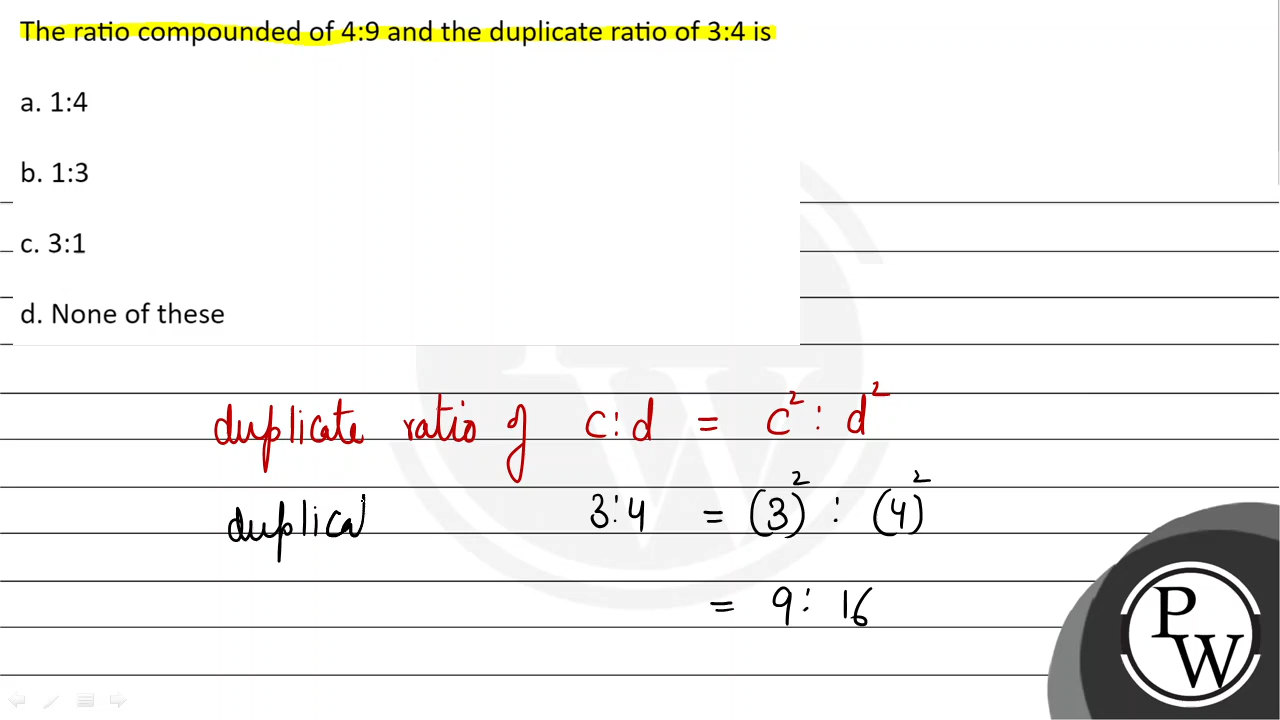 The ratio compounded of 4:9 and the duplicate ratio of 3:4 is
a. 1:4
b. 1:3
c. 3:1
d. None of these
duplicate ratio of c:d = c² : d²
duplica 3:4 = (3)² : (4)²
= 9 : 16
PW